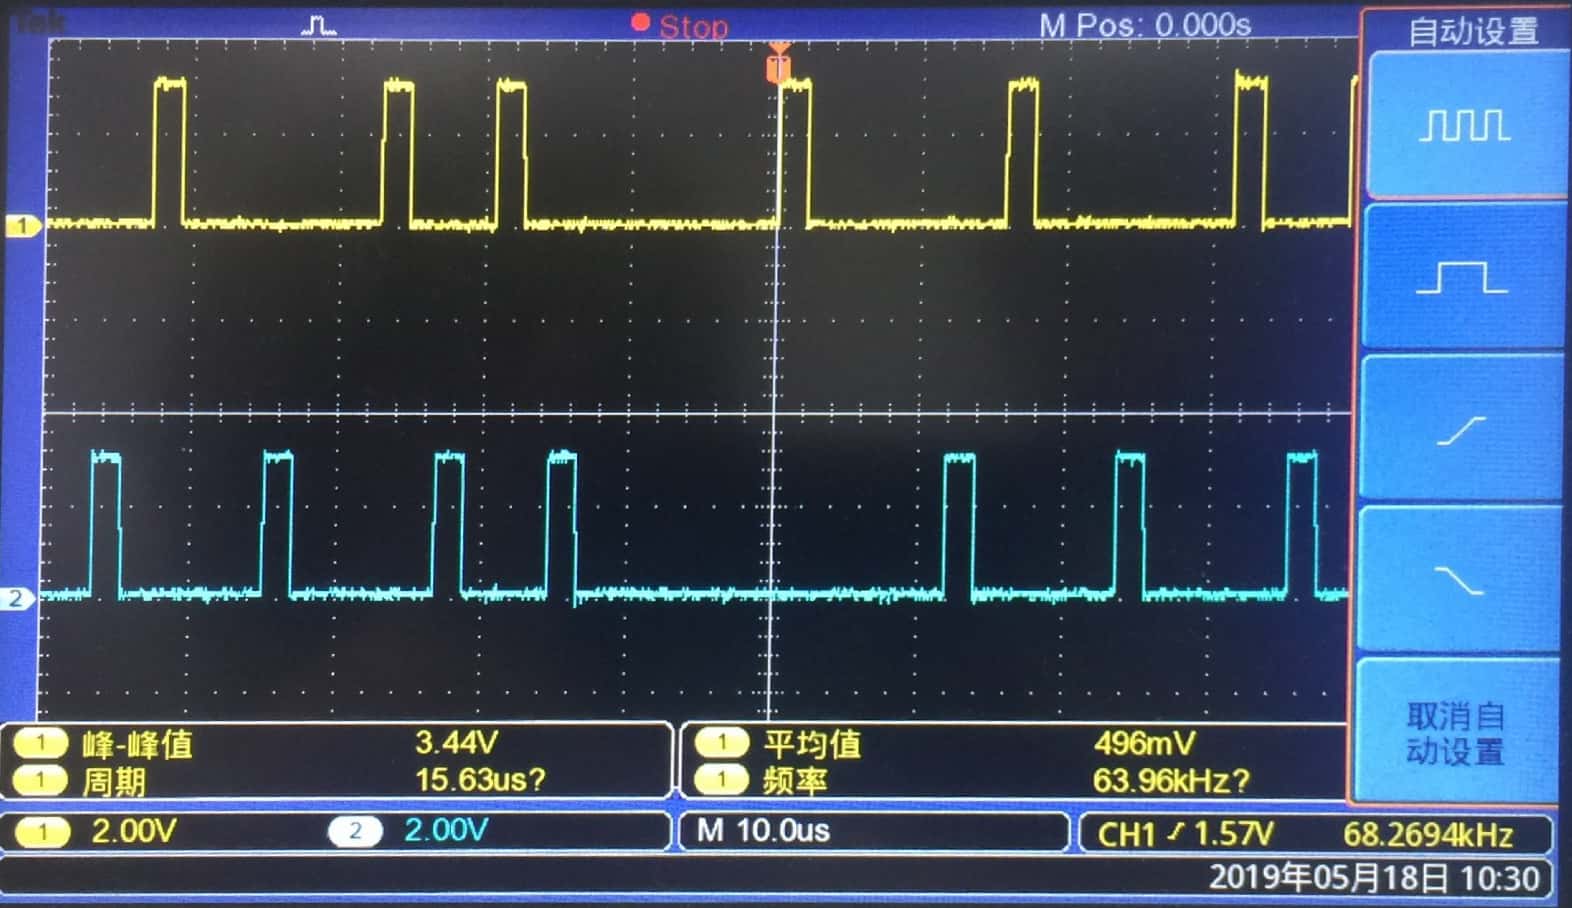 Tek
Stop
M Pos: 0.000s
自动设置
T
1
2
取消自
动设置
1 峰-峰值 3.44V
1 周期 15.63us?
1 平均值 496mV
1 频率 63.96kHz?
1 2.00V 2 2.00V
M 10.0us
CH1 1.57V 68.2694kHz
2019年05月18日 10:30